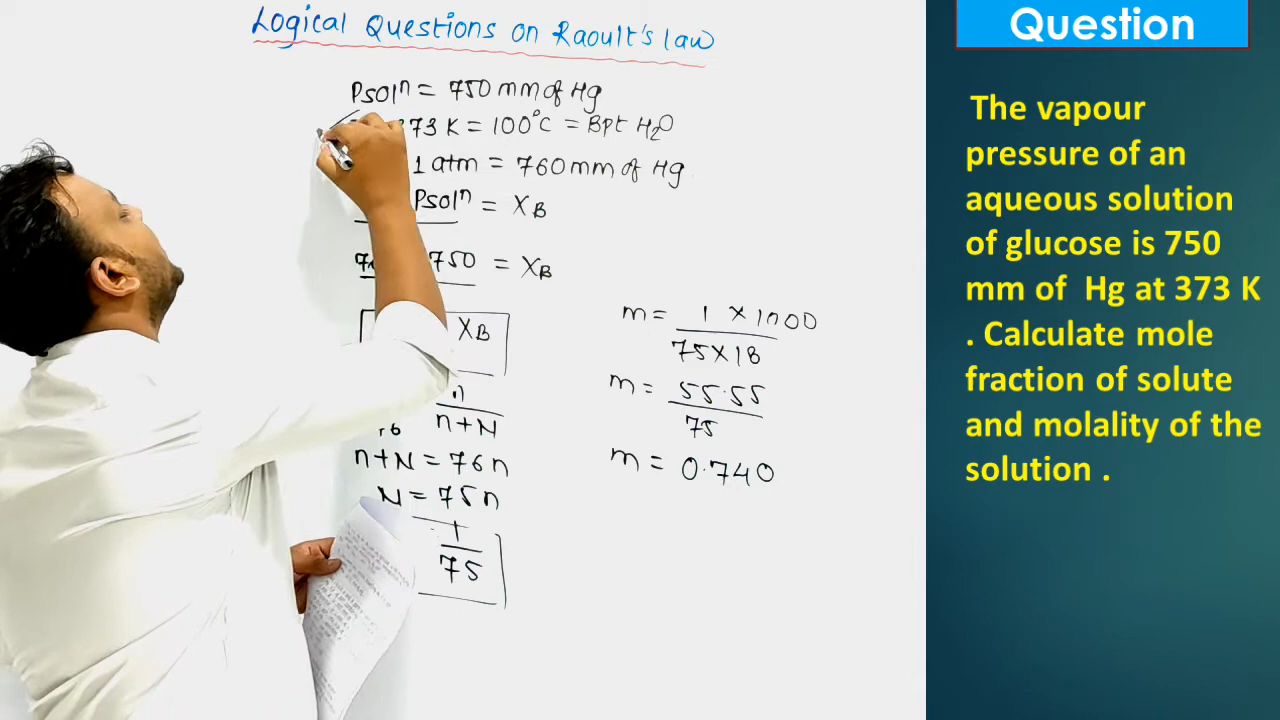 Logical Questions on Raoult's law
Psolⁿ = 750 mm of Hg
373 K = 100°C = Bpt H₂O
1 atm = 760 mm of Hg
Psolⁿ = X_B
750 = X_B
X_B
n
n+N
n+N = 76n
N = 75n
1
75
m = 1 × 1000
75×18
m = 55.55
75
m = 0.740
Question
The vapour
pressure of an
aqueous solution
of glucose is 750
mm of Hg at 373 K
. Calculate mole
fraction of solute
and molality of the
solution .